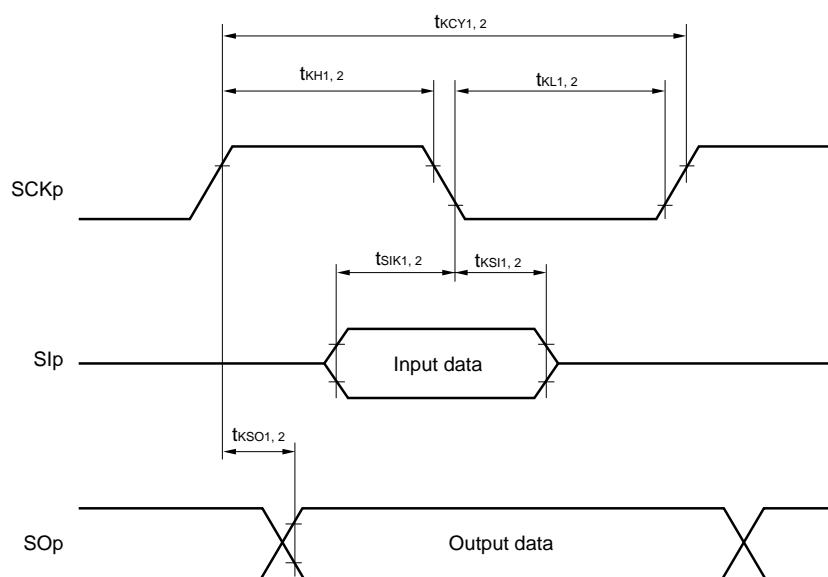 tKCY1, 2
tKH1, 2
tKL1, 2
SCKp
tSIK1, 2
tKSI1, 2
SIp
Input data
tKSO1, 2
SOp
Output data